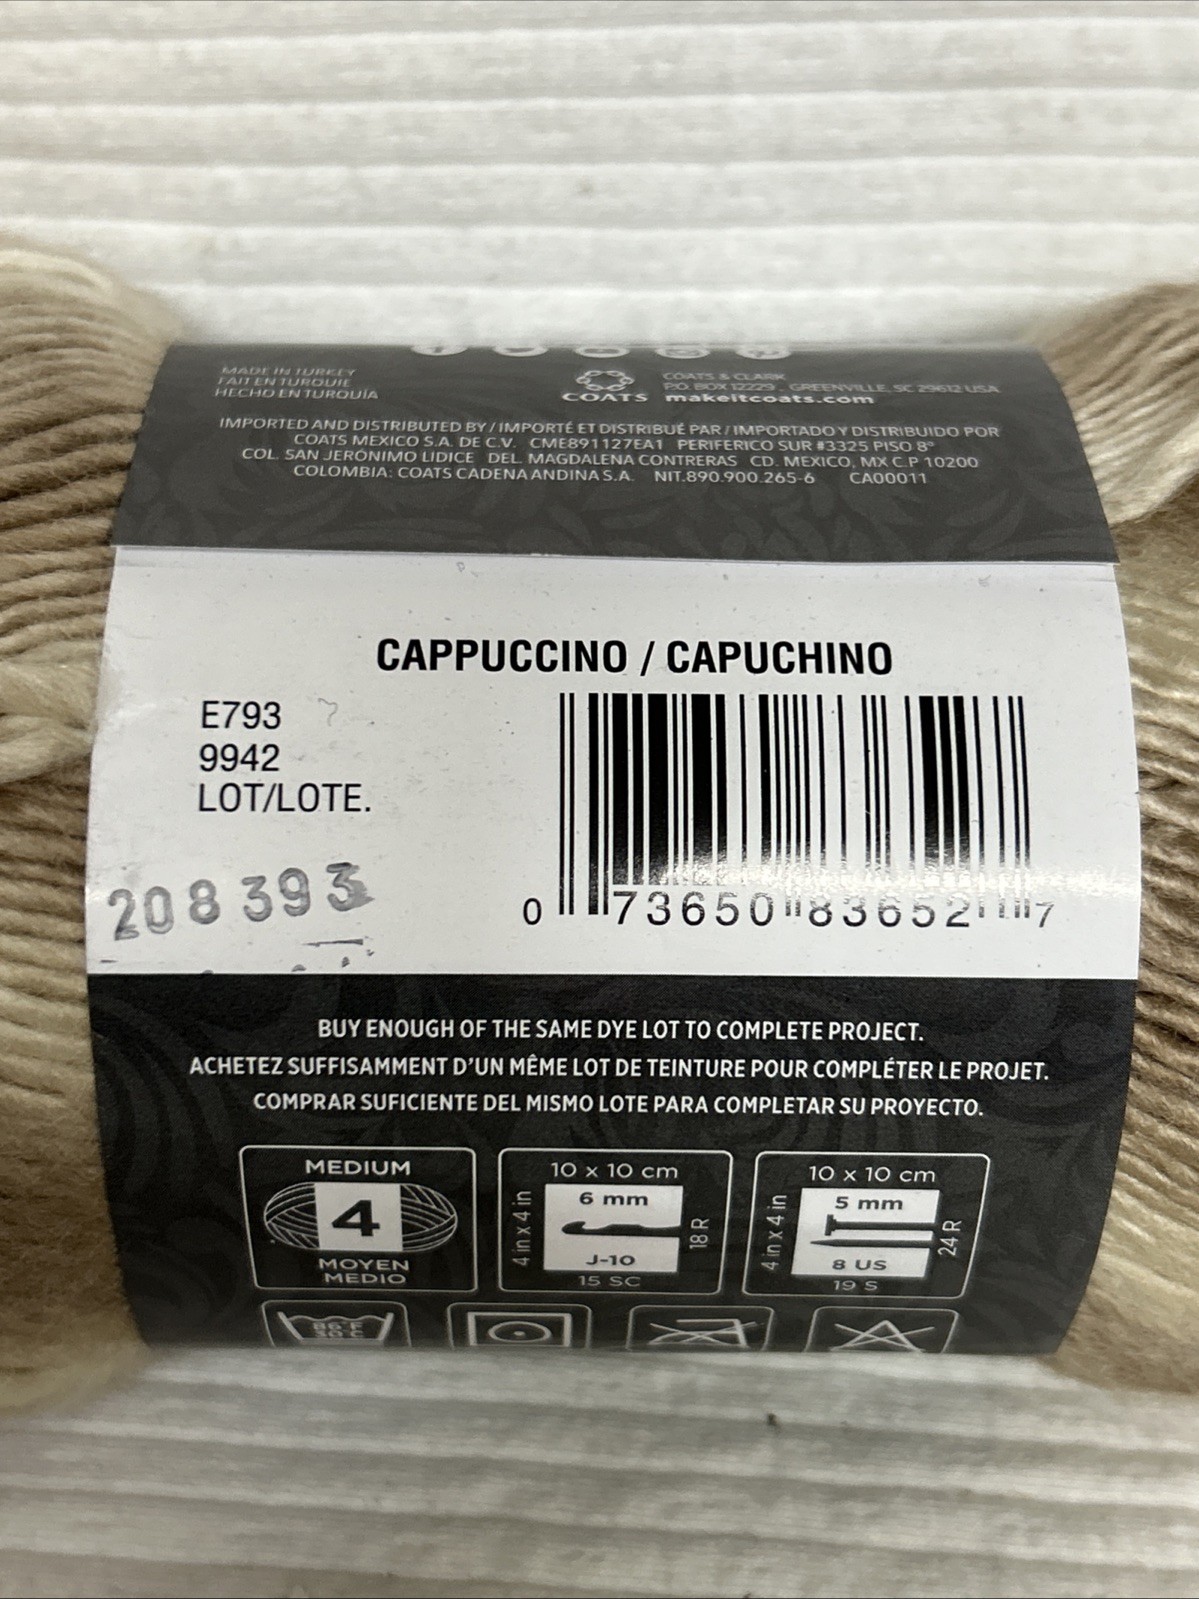 MADE IN TURKEY
FAIT EN TURQUIE
HECHO EN TURQUÍA
COATS
COATS & CLARK
P.O. BOX 12229, GREENVILLE, SC 29612 USA
makeitcoats.com
IMPORTED AND DISTRIBUTED BY / IMPORTÉ ET DISTRIBUÉ PAR / IMPORTADO Y DISTRIBUIDO POR
COATS MEXICO S.A. DE C.V. CME891127EA1 PERIFERICO SUR #3325 PISO 8°
COL. SAN JERÓNIMO LIDICE DEL. MAGDALENA CONTRERAS CD. MEXICO, MX C.P 10200
COLOMBIA: COATS CADENA ANDINA S.A. NIT.890.900.265-6 CA00011
CAPPUCCINO / CAPUCHINO
E793
9942
LOT/LOTE.
208393
0 73650 83652 7
BUY ENOUGH OF THE SAME DYE LOT TO COMPLETE PROJECT.
ACHETEZ SUFFISAMMENT D'UN MÊME LOT DE TEINTURE POUR COMPLÉTER LE PROJET.
COMPRAR SUFICIENTE DEL MISMO LOTE PARA COMPLETAR SU PROYECTO.
MEDIUM
4
MOYEN
MEDIO
10 x 10 cm
4 in x 4 in
6 mm
J-10
18 R
15 SC
10 x 10 cm
4 in x 4 in
5 mm
8 US
24 R
19 S
86°F
30°C